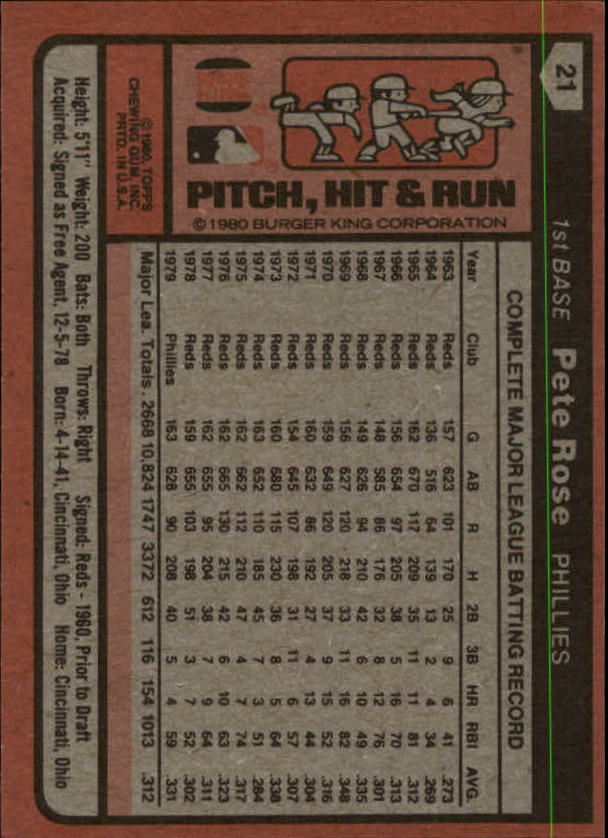 21
1st BASE Pete Rose PHILLIES
PITCH, HIT & RUN
©1980 BURGER KING CORPORATION
©1980, TOPPS
CHEWING GUM, INC.
PRTD. IN U.S.A.
COMPLETE MAJOR LEAGUE BATTING RECORD
Year Club G AB R H 2B 3B HR RBI AVG.
1963 Reds 157 623 101 170 25 9 6 41 .273
1964 Reds 136 516 64 139 13 2 4 34 .269
1965 Reds 162 670 117 209 35 11 11 81 .312
1966 Reds 156 654 97 205 38 5 16 70 .313
1967 Reds 148 585 86 176 32 8 12 76 .301
1968 Reds 149 626 94 210 42 6 10 49 .335
1969 Reds 156 627 120 218 33 11 16 82 .348
1970 Reds 159 649 120 205 37 9 15 52 .316
1971 Reds 160 632 86 192 27 4 13 44 .304
1972 Reds 154 645 107 198 31 11 6 57 .307
1973 Reds 160 680 115 230 36 8 5 64 .338
1974 Reds 163 652 110 185 45 7 3 51 .284
1975 Reds 162 662 112 210 47 4 7 74 .317
1976 Reds 162 665 130 215 42 6 10 63 .323
1977 Reds 162 655 95 204 38 7 9 64 .311
1978 Reds 159 655 103 198 51 3 7 52 .302
1979 Phillies 163 628 90 208 40 5 4 59 .331
Major Lea. Totals . 2668 10,824 1747 3372 612 116 154 1013 .312
Height: 5'11" Weight: 200 Bats: Both Throws: Right Signed: Reds - 1960, Prior to Draft
Acquired: Signed as Free Agent, 12-5-78 Born: 4-14-41, Cincinnati, Ohio Home: Cincinnati, Ohio